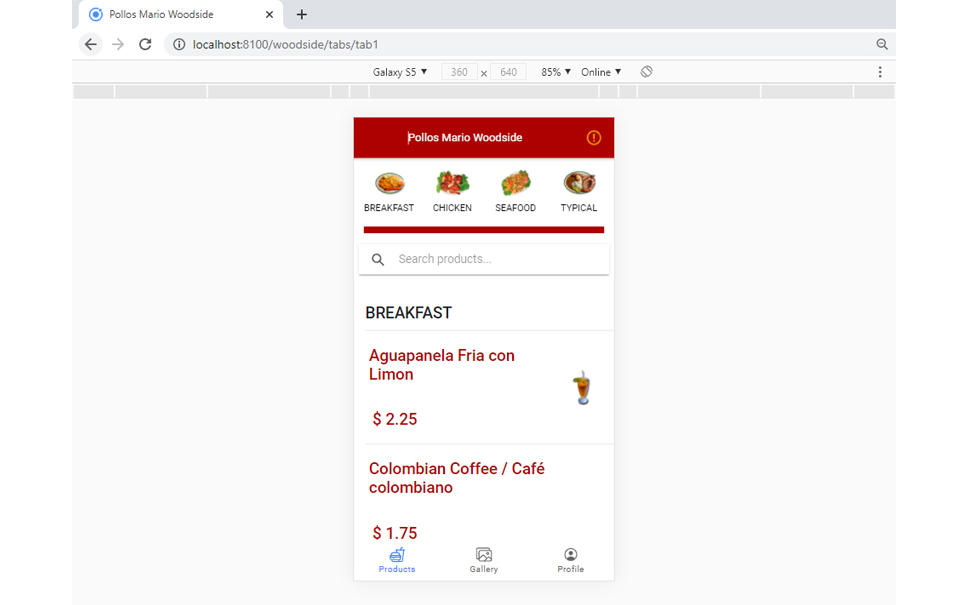 Pollos Mario Woodside
localhost:8100/woodside/tabs/tab1
Galaxy S5 ▼ 360 x 640 85% ▼ Online ▼
Pollos Mario Woodside
BREAKFAST CHICKEN SEAFOOD TYPICAL
Search products...
BREAKFAST
Aguapanela Fria con
Limon
$ 2.25
Colombian Coffee / Café
colombiano
$ 1.75
Products Gallery Profile